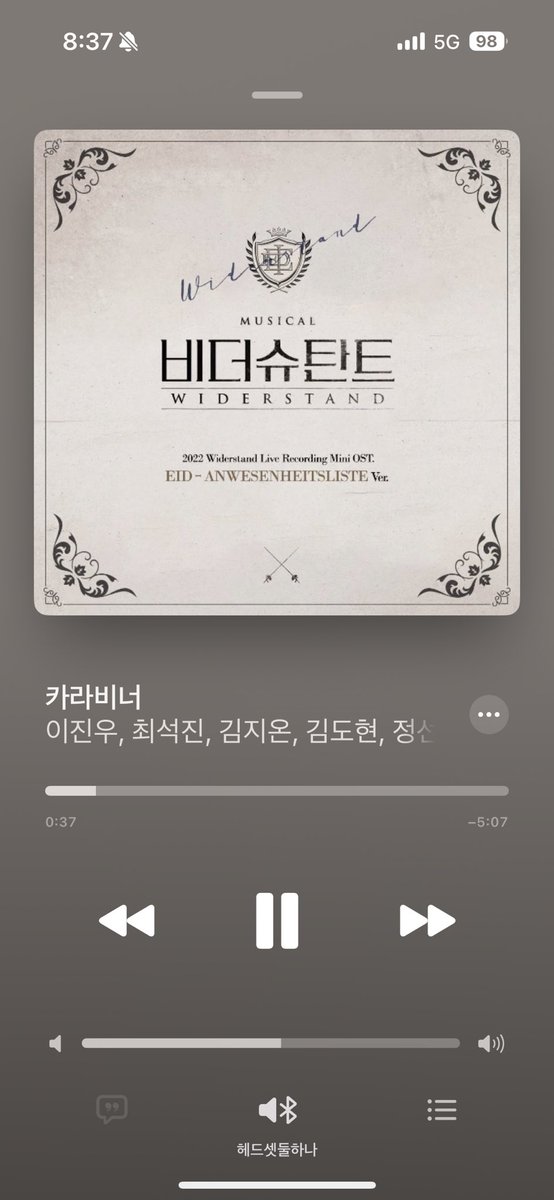 8:37
5G 98
Widerstand
MUSICAL
비더슈탄트
WIDERSTAND
2022 Widerstand Live Recording Mini OST.
EID – ANWESENHEITSLISTE Ver.
카라비너
이진우, 최석진, 김지온, 김도현, 정선
0:37
–5:07
헤드셋둘하나